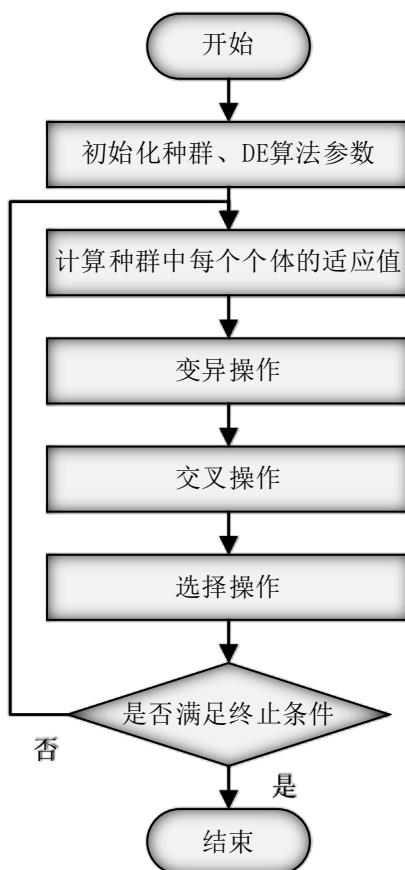 开始
初始化种群、DE算法参数
计算种群中每个个体的适应值
变异操作
交叉操作
选择操作
是否满足终止条件
否
是
结束